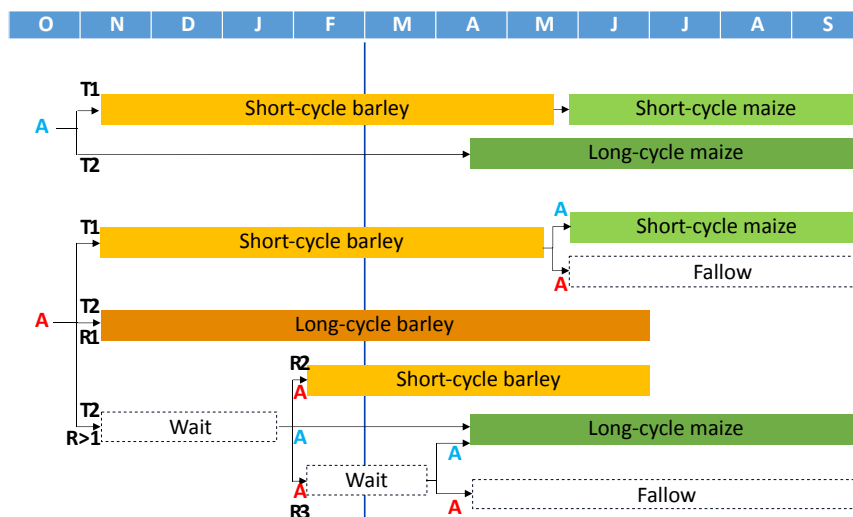 O N D J F M A M J J A S
T1
Short-cycle barley
Short-cycle maize
A
Long-cycle maize
T2
T1
A
Short-cycle maize
Short-cycle barley
Fallow
A
T2
A
Long-cycle barley
R1
R2
Short-cycle barley
A
T2
Wait
Long-cycle maize
R>1
A
A
Wait
A
Fallow
A
R3